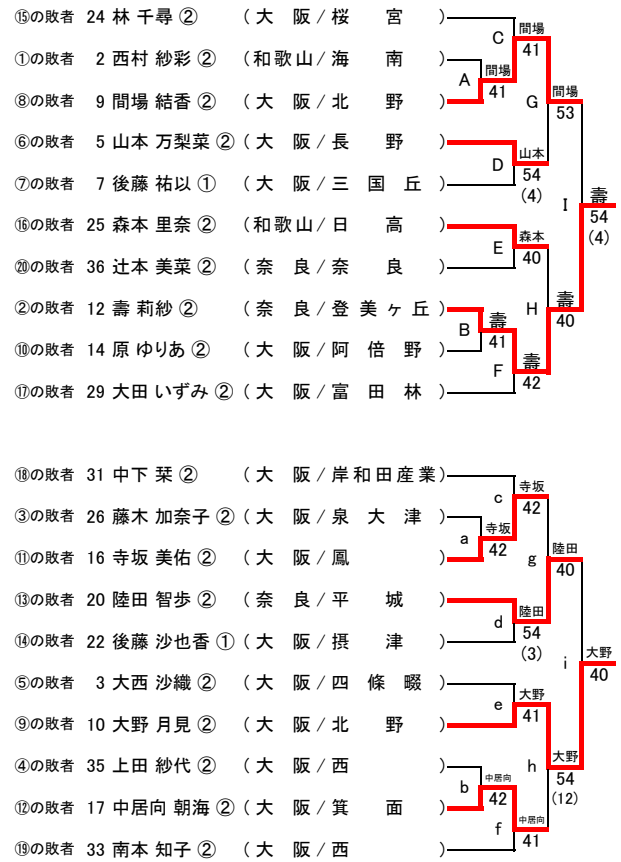 ⑮の敗者 24 林 千尋 ② (大 阪/桜 宮)
C 間場
41
①の敗者 2 西村 紗彩 ② (和歌山/海 南)
A 間場
41
⑧の敗者 9 間場 結香 ② (大 阪/北 野)
G 間場
53
⑥の敗者 5 山本 万梨菜 ② (大 阪/長 野)
D 山本
54
(4)
⑦の敗者 7 後藤 祐以 ① (大 阪/三 国 丘)
I 壽
54
(4)
⑯の敗者 25 森本 里奈 ② (和歌山/日 高)
E 森本
40
⑳の敗者 36 辻本 美菜 ② (奈 良/奈 良)
②の敗者 12 壽 莉紗 ② (奈 良/登美ヶ丘)
H 壽
40
B 壽
41
⑩の敗者 14 原 ゆりあ ② (大 阪/阿 倍 野)
F 壽
42
⑰の敗者 29 大田 いずみ ② (大 阪/富 田 林)
⑱の敗者 31 中下 栞 ② (大 阪/岸和田産業)
c 寺坂
42
③の敗者 26 藤木 加奈子 ② (大 阪/泉 大 津)
a 寺坂
42
⑪の敗者 16 寺坂 美佑 ② (大 阪/鳳 )
g 陸田
40
⑬の敗者 20 陸田 智歩 ② (奈 良/平 城)
d 陸田
54
(3)
⑭の敗者 22 後藤 沙也香 ① (大 阪/摂 津)
i 大野
40
⑤の敗者 3 大西 沙織 ② (大 阪/四 條 畷)
e 大野
41
⑨の敗者 10 大野 月見 ② (大 阪/北 野)
④の敗者 35 上田 紗代 ② (大 阪/西 )
h 大野
54
(12)
b 中居向
42
⑫の敗者 17 中居向 朝海 ② (大 阪/箕 面)
f 中居向
41
⑲の敗者 33 南本 知子 ② (大 阪/西 )